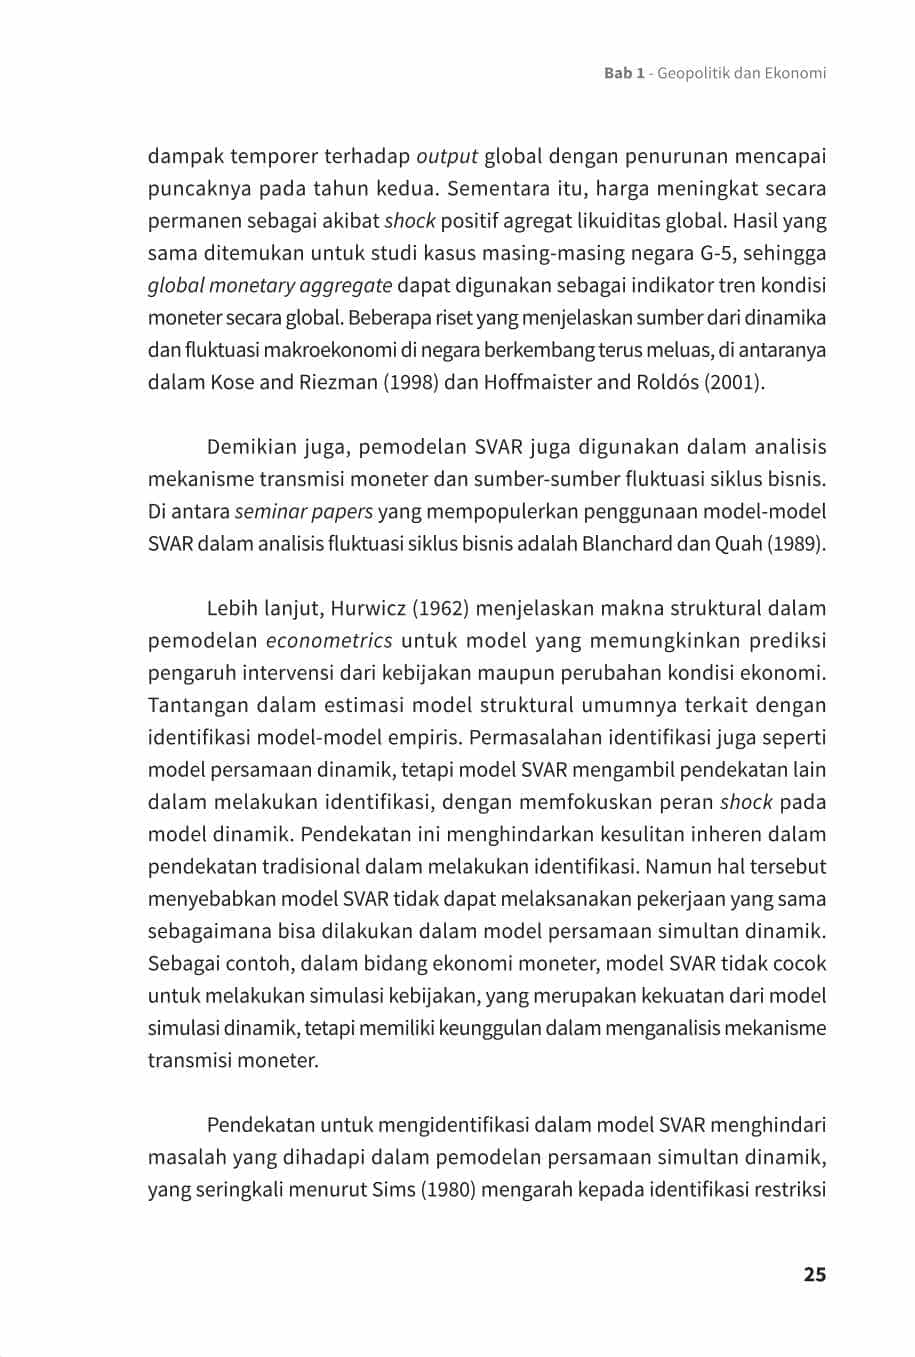 Bab 1 - Geopolitik dan Ekonomi
dampak temporer terhadap output global dengan penurunan mencapai
puncaknya pada tahun kedua. Sementara itu, harga meningkat secara
permanen sebagai akibat shock positif agregat likuiditas global. Hasil yang
sama ditemukan untuk studi kasus masing-masing negara G-5, sehingga
global monetary aggregate dapat digunakan sebagai indikator tren kondisi
moneter secara global. Beberapa riset yang menjelaskan sumber dari dinamika
dan fluktuasi makroekonomi di negara berkembang terus meluas, di antaranya
dalam Kose and Riezman (1998) dan Hoffmaister and Roldós (2001).
Demikian juga, pemodelan SVAR juga digunakan dalam analisis
mekanisme transmisi moneter dan sumber-sumber fluktuasi siklus bisnis.
Di antara seminar papers yang mempopulerkan penggunaan model-model
SVAR dalam analisis fluktuasi siklus bisnis adalah Blanchard dan Quah (1989).
Lebih lanjut, Hurwicz (1962) menjelaskan makna struktural dalam
pemodelan econometrics untuk model yang memungkinkan prediksi
pengaruh intervensi dari kebijakan maupun perubahan kondisi ekonomi.
Tantangan dalam estimasi model struktural umumnya terkait dengan
identifikasi model-model empiris. Permasalahan identifikasi juga seperti
model persamaan dinamik, tetapi model SVAR mengambil pendekatan lain
dalam melakukan identifikasi, dengan memfokuskan peran shock pada
model dinamik. Pendekatan ini menghindarkan kesulitan inheren dalam
pendekatan tradisional dalam melakukan identifikasi. Namun hal tersebut
menyebabkan model SVAR tidak dapat melaksanakan pekerjaan yang sama
sebagaimana bisa dilakukan dalam model persamaan simultan dinamik.
Sebagai contoh, dalam bidang ekonomi moneter, model SVAR tidak cocok
untuk melakukan simulasi kebijakan, yang merupakan kekuatan dari model
simulasi dinamik, tetapi memiliki keunggulan dalam menganalisis mekanisme
transmisi moneter.
Pendekatan untuk mengidentifikasi dalam model SVAR menghindari
masalah yang dihadapi dalam pemodelan persamaan simultan dinamik,
yang seringkali menurut Sims (1980) mengarah kepada identifikasi restriksi
25